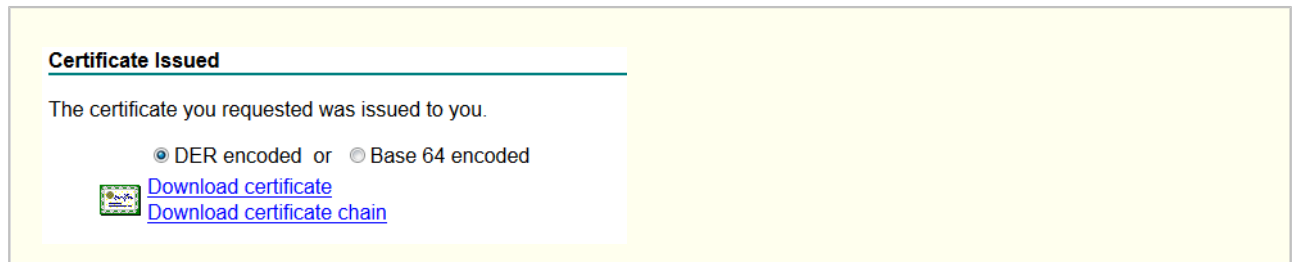 Certificate Issued
The certificate you requested was issued to you.
DER encoded or Base 64 encoded
Download certificate
Download certificate chain